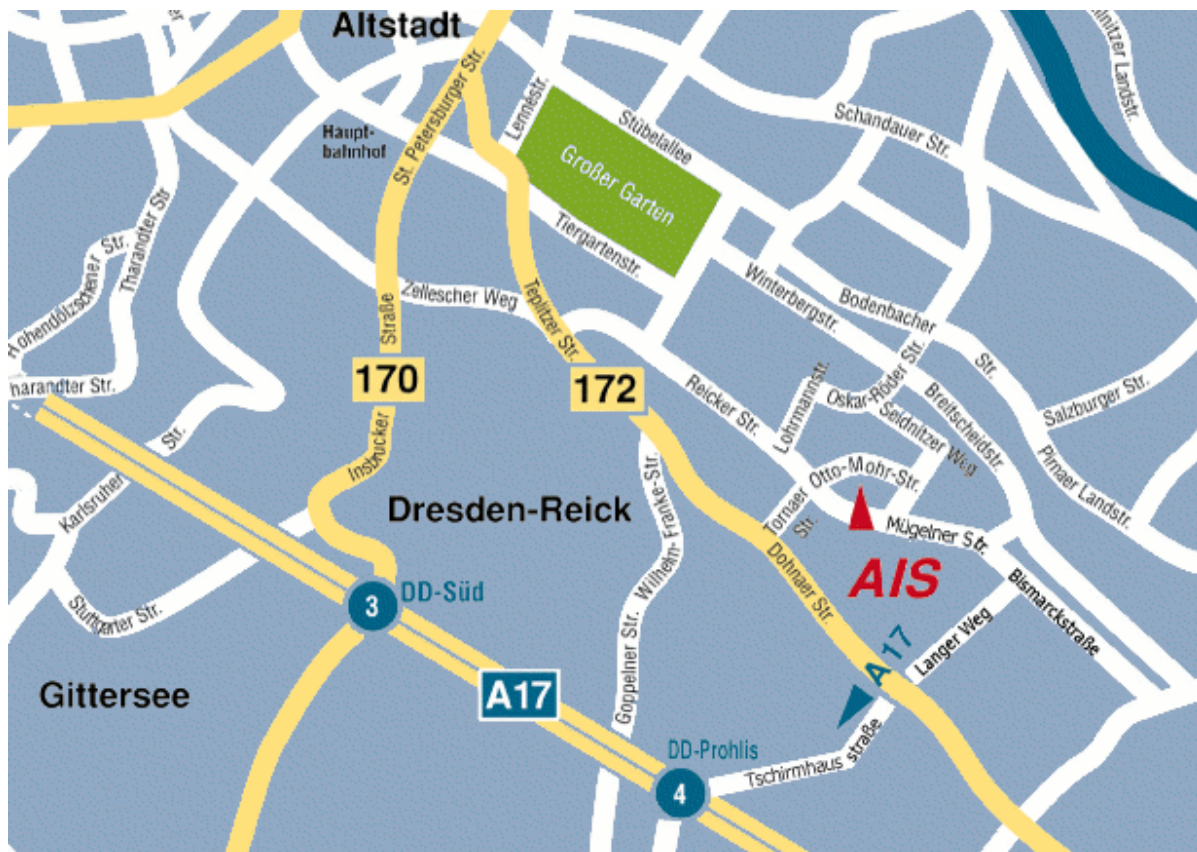 Altstadt
St. Petersburger Str.
Lennéstr.
Stübelallee
Schandauer Str.
Haupt-
bahnhof
Großer Garten
Tiergartenstr.
Tharandter Str
Hohendölzschener Str.
Zellescher Weg
Teplitzer Str.
Winterbergstr.
Bodenbacher
Str.
Straße
170
172
Tharandter Str.
Reicker Str.
Lohrmannstr.
Oskar-Röder Str.
Seidnitzer Weg
Breitscheidstr.
Salzburger Str.
Pirnaer Landstr.
Karlsruher
Str.
Insbrucker
Dresden-Reick
Wilhelm-Franke-Str.
Tornaer
Str.
Otto-Mohr-Str.
Mügelner Str.
AIS
Dohnaer Str.
Bismarckstraße
Langer Weg
A 17
Stuttgarter Str.
3
DD-Süd
Goppelner Str.
Gittersee
A17
DD-Prohlis
4
Tschirnhaus straße